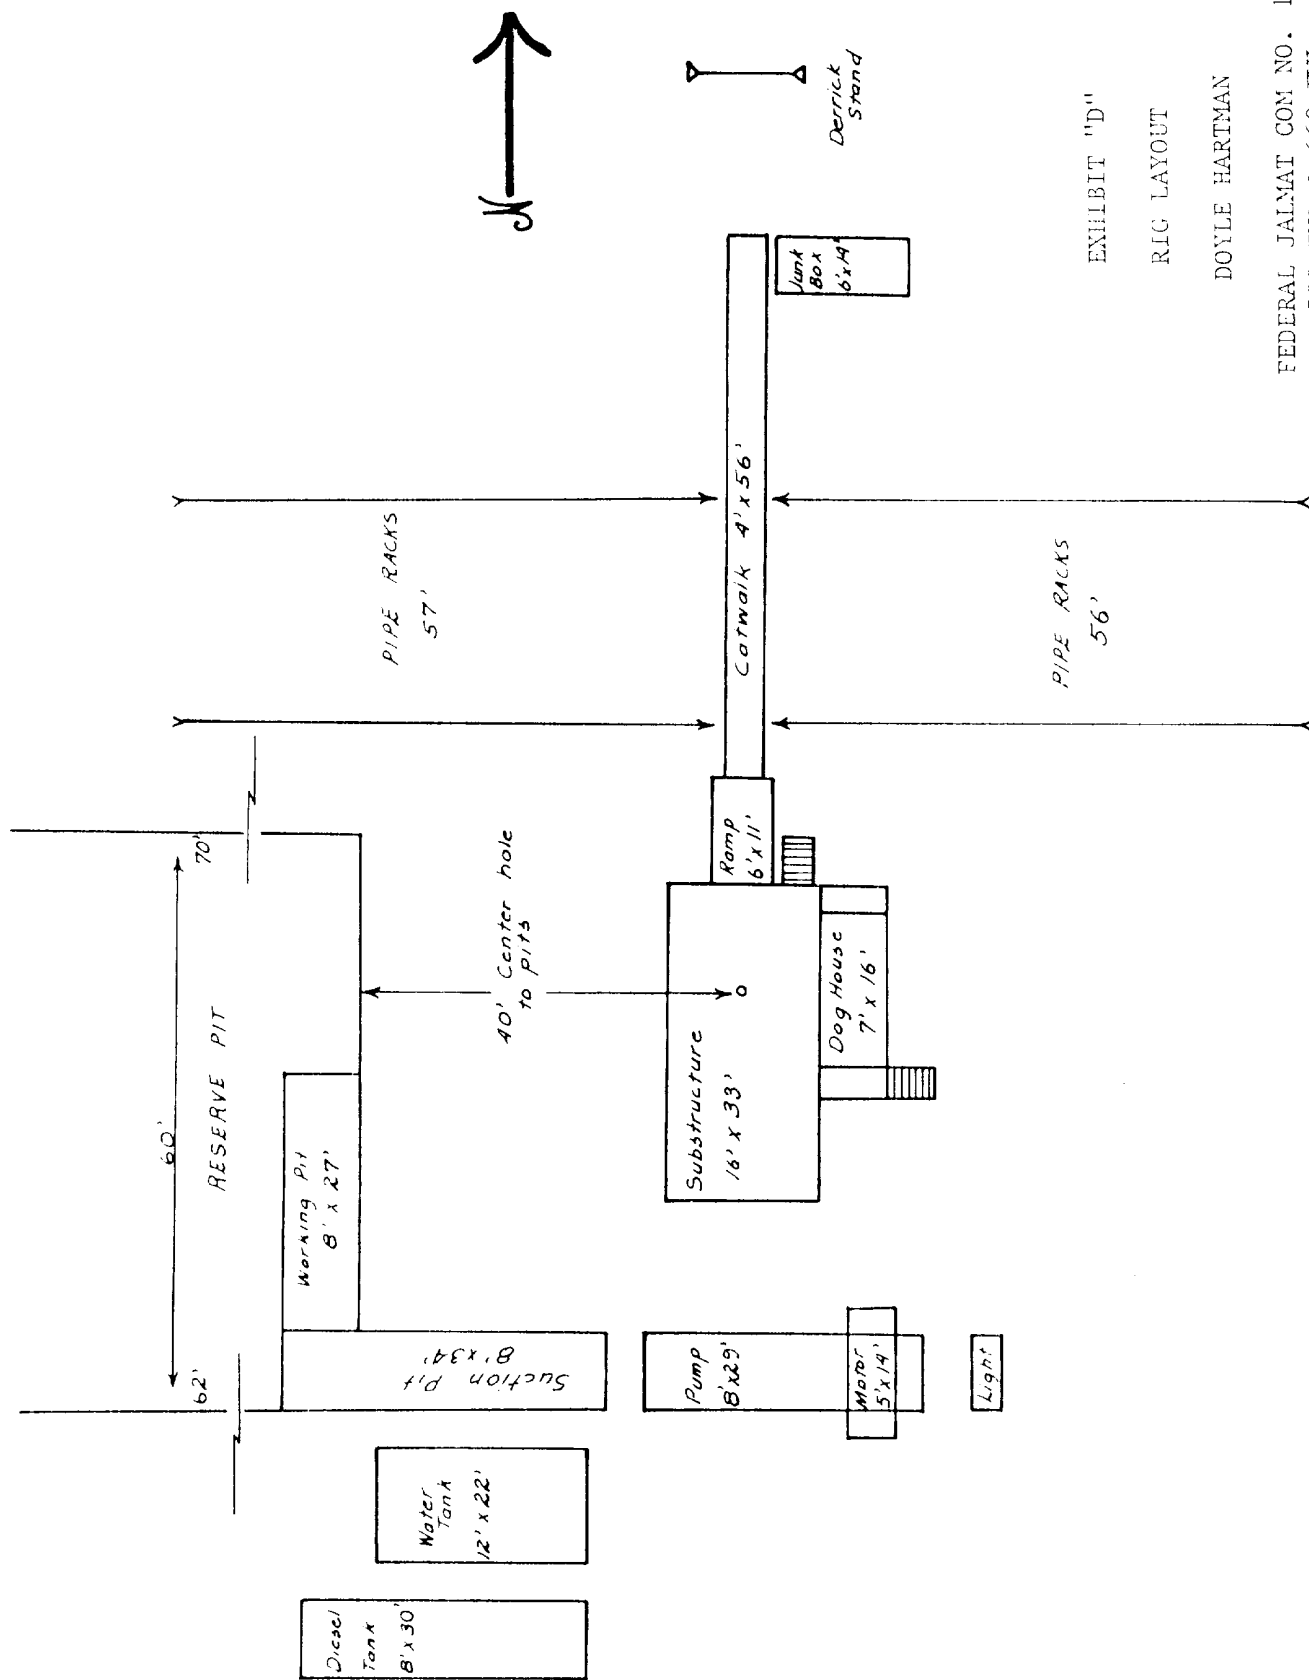 N
Derrick
Stand
Junk
Box
6'x14'
Catwalk 4' x 56'
PIPE RACKS
57'
PIPE RACKS
56'
Ramp
6'x11'
40' Center hole
to pits
70'
60'
62'
RESERVE PIT
Working Pit
8' x 27'
Suction Pit
8'x34'
Substructure
16' x 33'
Dog House
7' x 16'
Pump
8'x29'
Motor
5'x14'
Light
Water
Tank
12' x 22'
Diesel
Tank
8'x30'
EXHIBIT "D"
RIG LAYOUT
DOYLE HARTMAN
FEDERAL JALMAT COM NO. 1